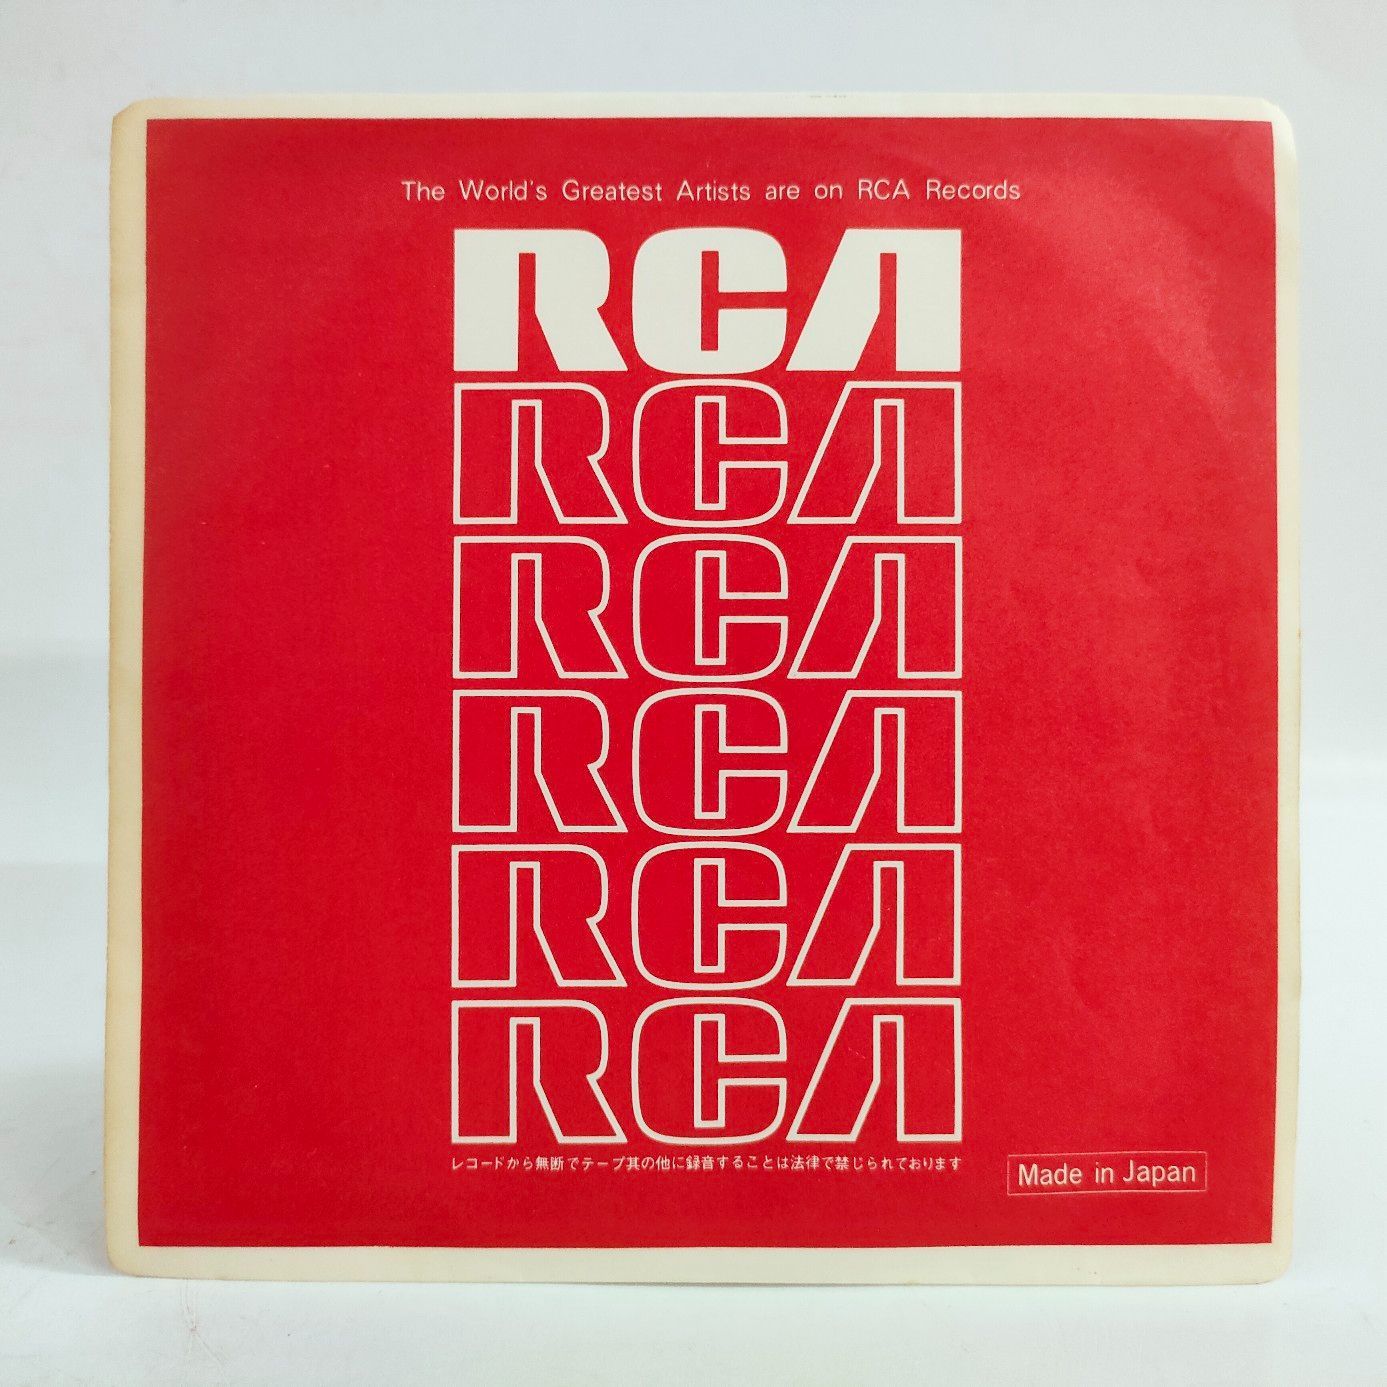 The World's Greatest Artists are on RCA Records
RCA
RCA
RCA
RCA
RCA
RCA
レコードから無断でテープ其の他に録音することは法律で禁じられております
Made in Japan